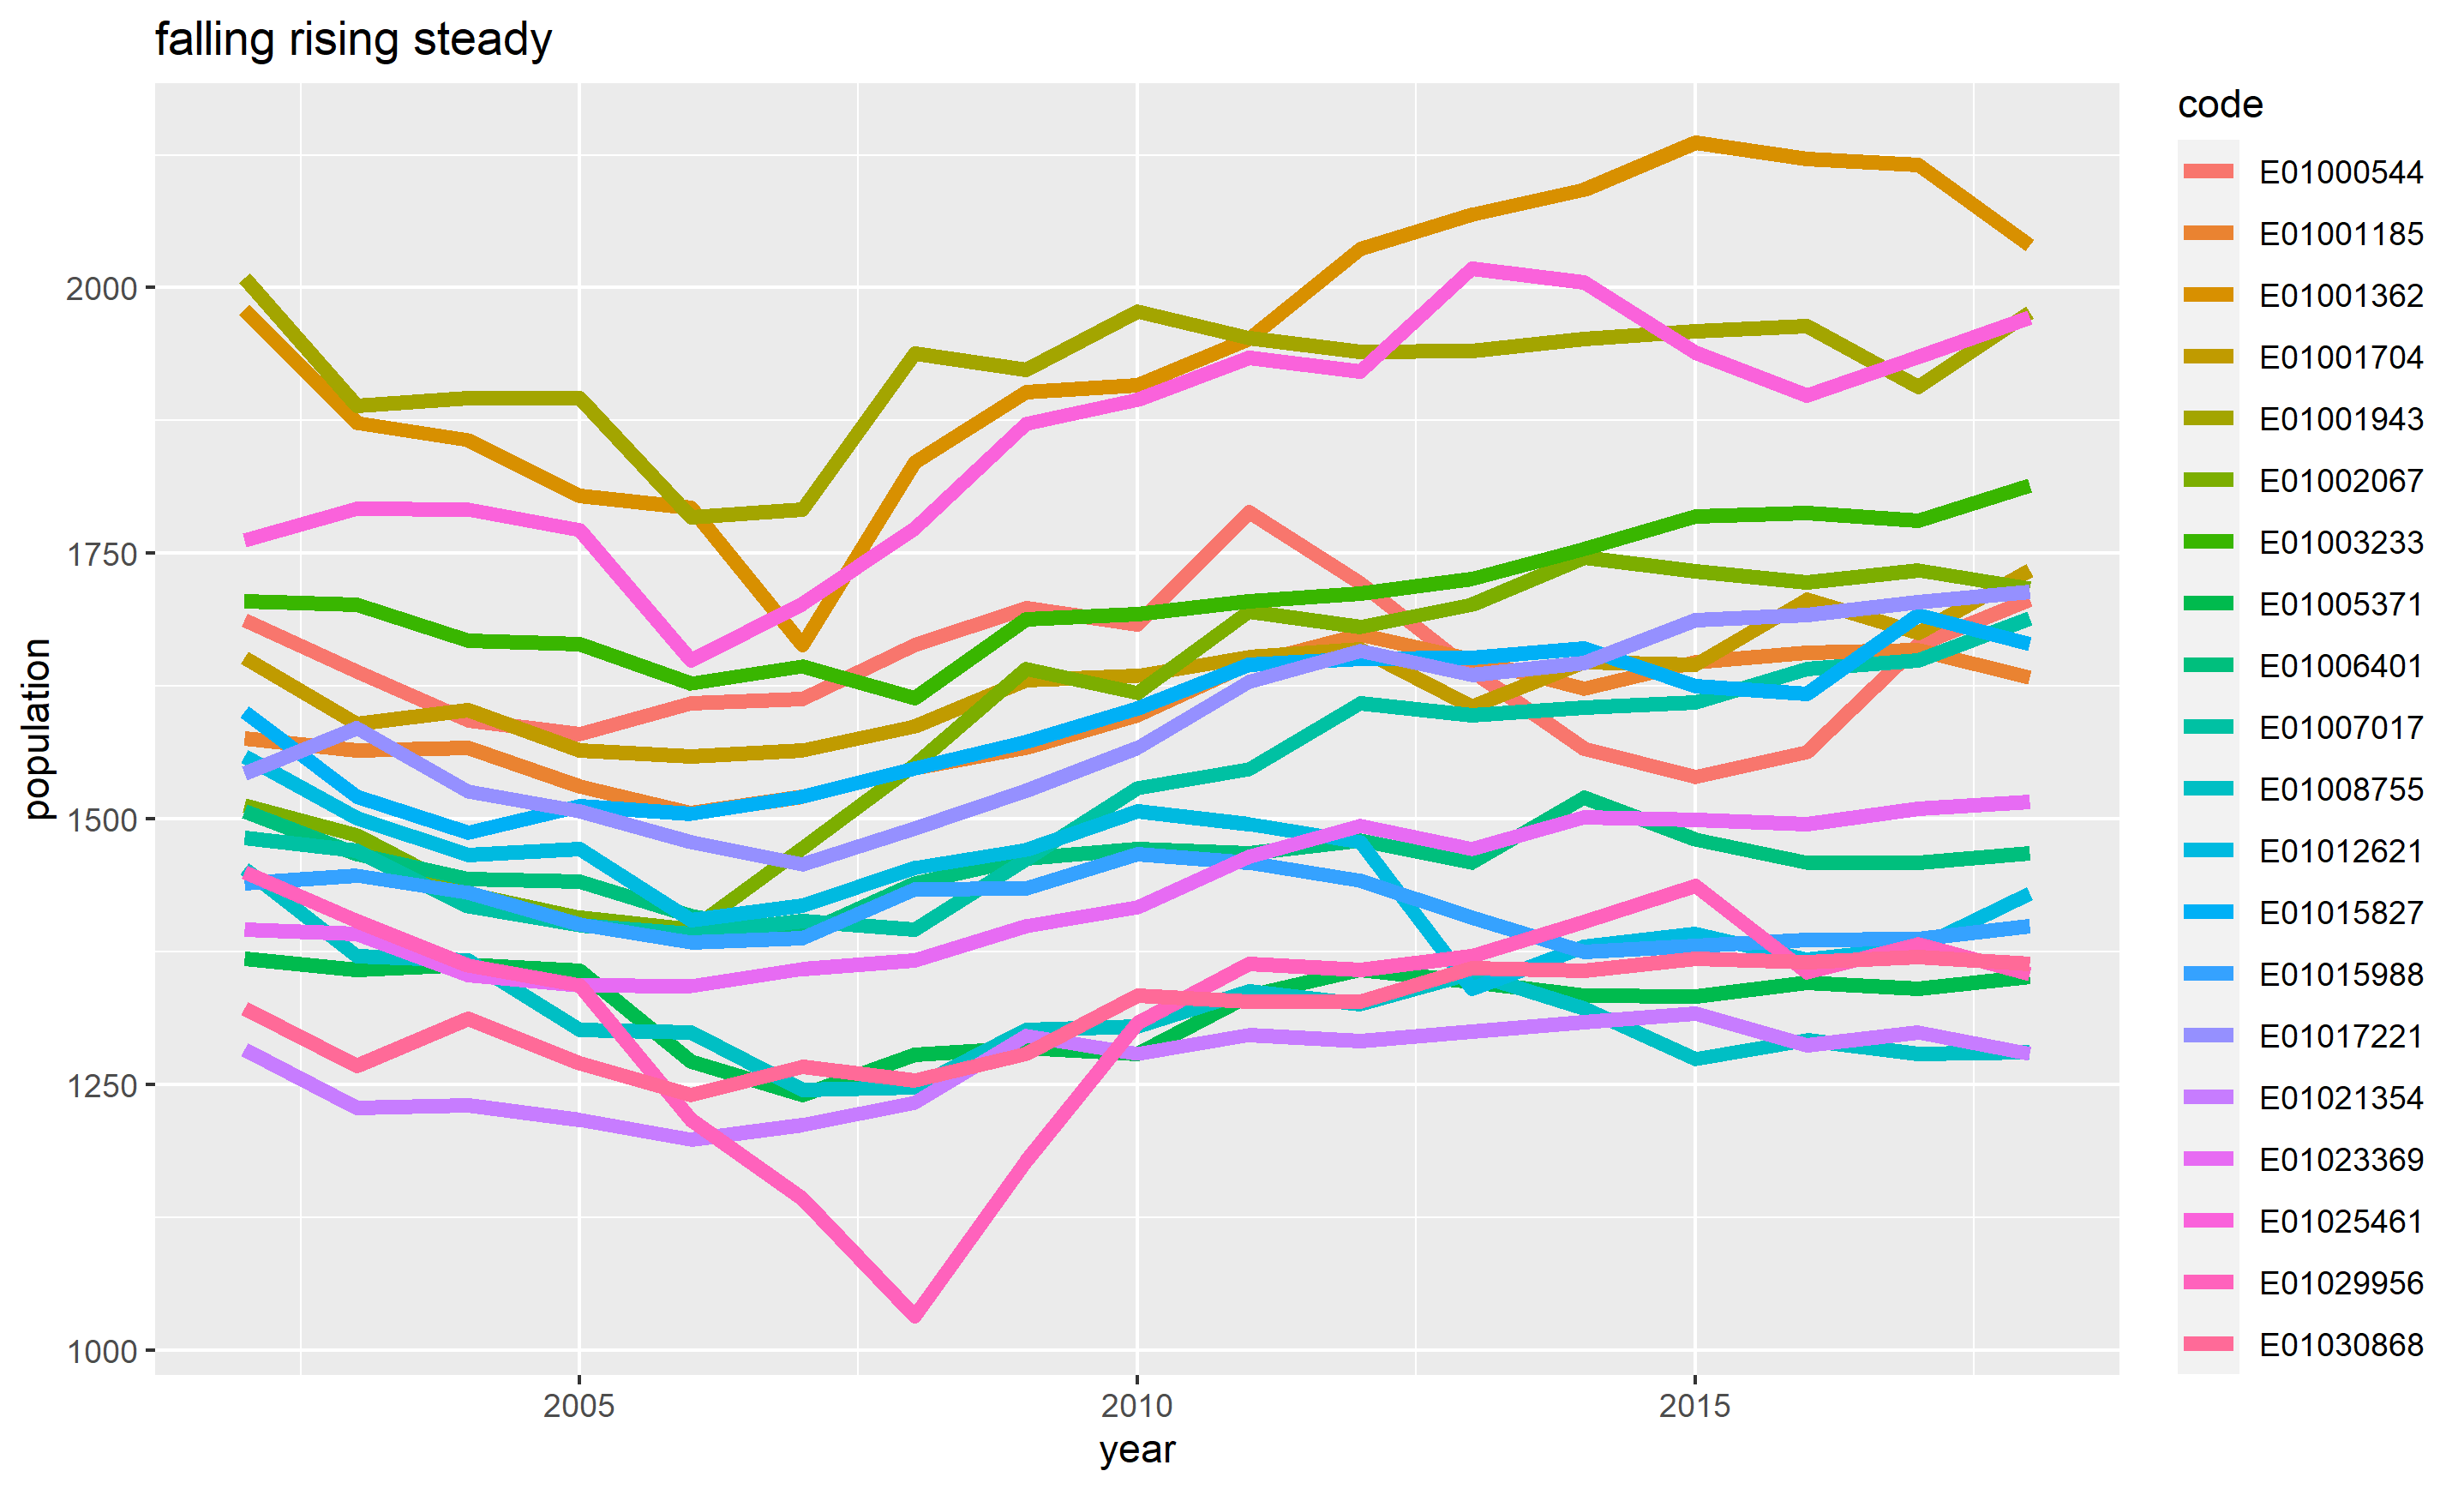 falling rising steady
code
E01000544
E01001185
E01001362
E01001704
E01001943
E01002067
E01003233
E01005371
E01006401
E01007017
E01008755
E01012621
E01015827
E01015988
E01017221
E01021354
E01023369
E01025461
E01029956
E01030868
population
2000
1750
1500
1250
1000
2005 2010 2015
year